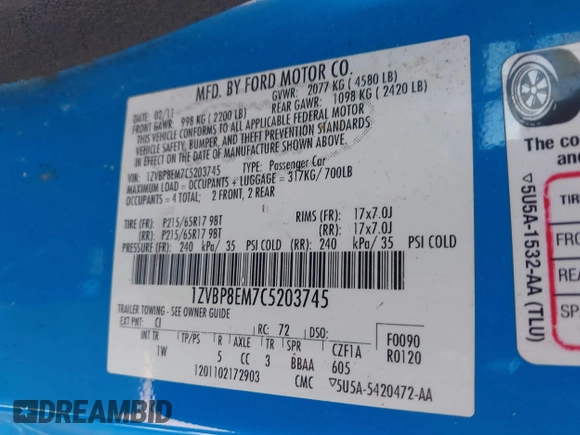 MFD. BY FORD MOTOR CO.
DATE: 02/11 GVWR: 2077 KG ( 4580 LB)
FRONT GAWR: 998 KG ( 2200 LB) REAR GAWR: 1098 KG ( 2420 LB)
THIS VEHICLE CONFORMS TO ALL APPLICABLE FEDERAL MOTOR
VEHICLE SAFETY, BUMPER, AND THEFT PREVENTION STANDARDS
IN EFFECT ON THE DATE OF MANUFACTURE SHOWN ABOVE.
VIN: 1ZVBP8EM7C5203745 TYPE: Passenger Car
MAXIMUM LOAD = OCCUPANTS + LUGGAGE = 317KG/ 700LB
OCCUPANTS = 4 TOTAL; 2 FRONT, 2 REAR
TIRE (FR): P215/65R17 98T RIMS (FR): 17x7.0J
(RR): P215/65R17 98T (RR): 17x7.0J
PRESSURE (FR): 240 kPa/ 35 PSI COLD (RR): 240 kPa/ 35 PSI COLD
1ZVBP8EM7C5203745
TRAILER TOWING - SEE OWNER GUIDE
EXT PNT: CI RC: 72 DSO: F0090
INT TR TP/PS R AXLE TR SPR CZF1A R0120
1W 5 CC 3 BBAA 605
1201102172903 CMC ▽5U5A-5420472-AA
The co
and
▽5U5A-1532-AA (TLU)
TIR
FRO
REA
SPA
DREAMBID